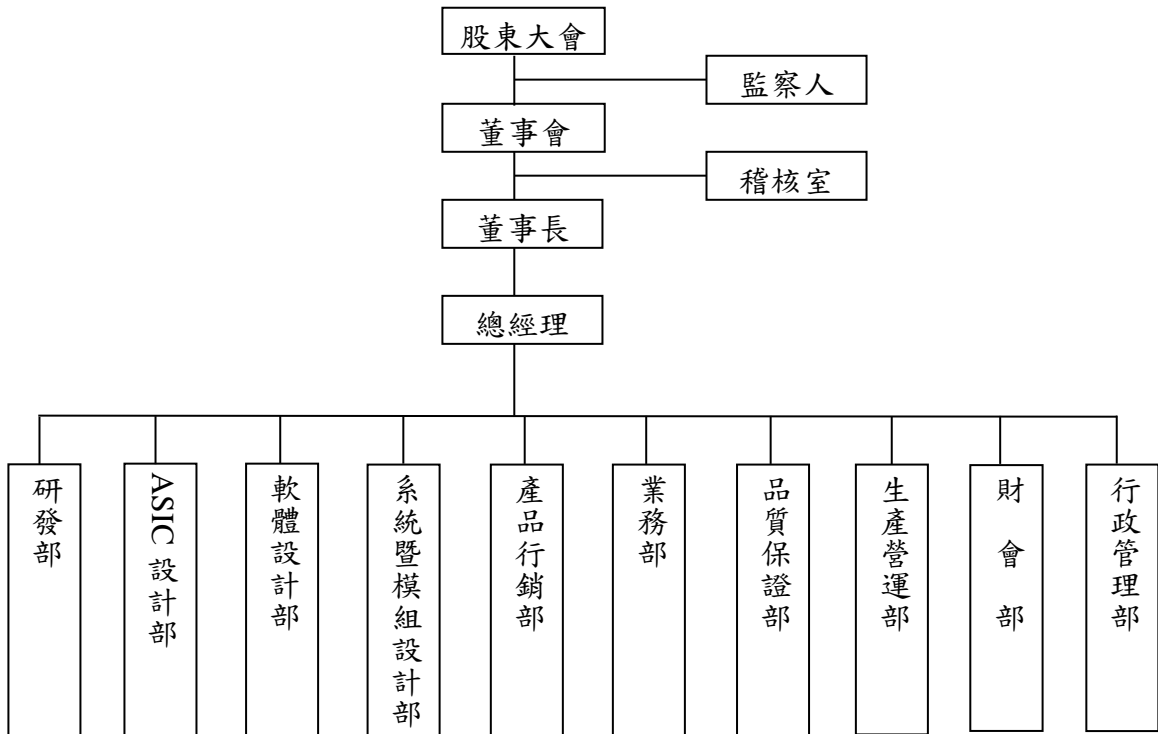 股東大會
監察人
董事會
稽核室
董事長
總經理
研發部
ASIC 設計部
軟體設計部
系統暨模組設計部
產品行銷部
業務部
品質保證部
生產營運部
財會部
行政管理部